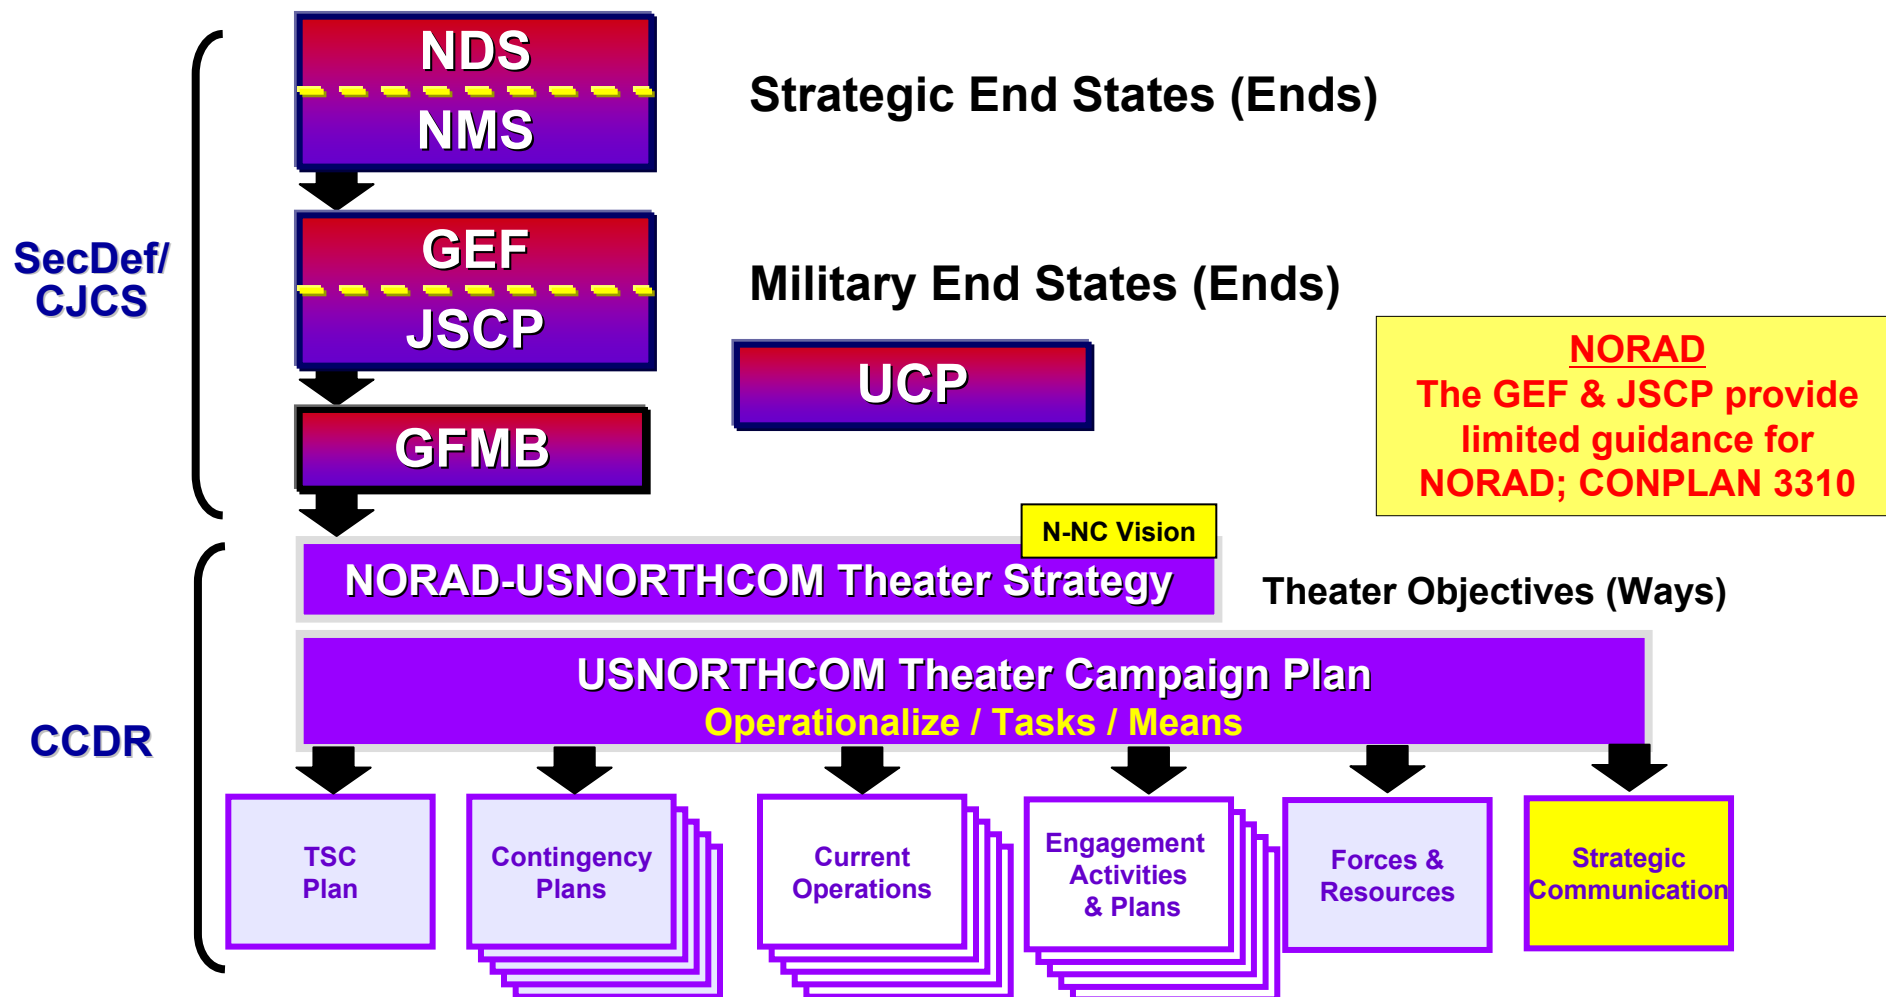 NDS
NMS
Strategic End States (Ends)
SecDef/
CJCS
GEF
JSCP
Military End States (Ends)
UCP
NORAD
The GEF & JSCP provide
limited guidance for
NORAD; CONPLAN 3310
GFMB
N-NC Vision
NORAD-USNORTHCOM Theater Strategy
Theater Objectives (Ways)
CCDR
USNORTHCOM Theater Campaign Plan
Operationalize / Tasks / Means
TSC
Plan
Contingency
Plans
Current
Operations
Engagement
Activities
& Plans
Forces &
Resources
Strategic
Communication